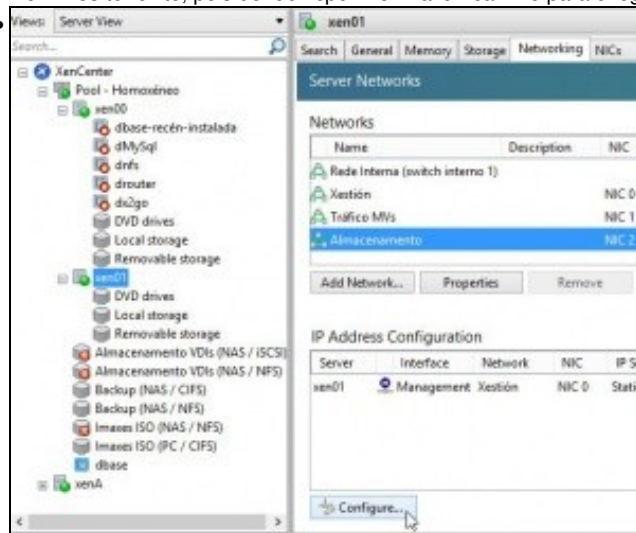 Views: Server View
Search...
XenCenter
Pool - Homoxéneo
xen00
dbase-recén-instalada
dMySql
dnfs
drouter
ds2go
DVD drives
Local storage
Removable storage
xen01
DVD drives
Local storage
Removable storage
Almacenamento VDIs (NAS / iSCSI)
Almacenamento VDIs (NAS / NFS)
Backup (NAS / CIFS)
Backup (NAS / NFS)
Imaxes ISO (NAS / NFS)
Imaxes ISO (PC / CIFS)
dbase
xenA
xen01
Search General Memory Storage Networking NICs
Server Networks
Networks
Name Description NIC
Rede Interna (switch interno 1)
Xestión NIC 0
Tráfico MVs NIC 1
Almacenamento NIC 2
Add Network... Properties Remove
IP Address Configuration
Server Interface Network NIC IP S
xen01 Management Xestión NIC 0 Stati
Configure...